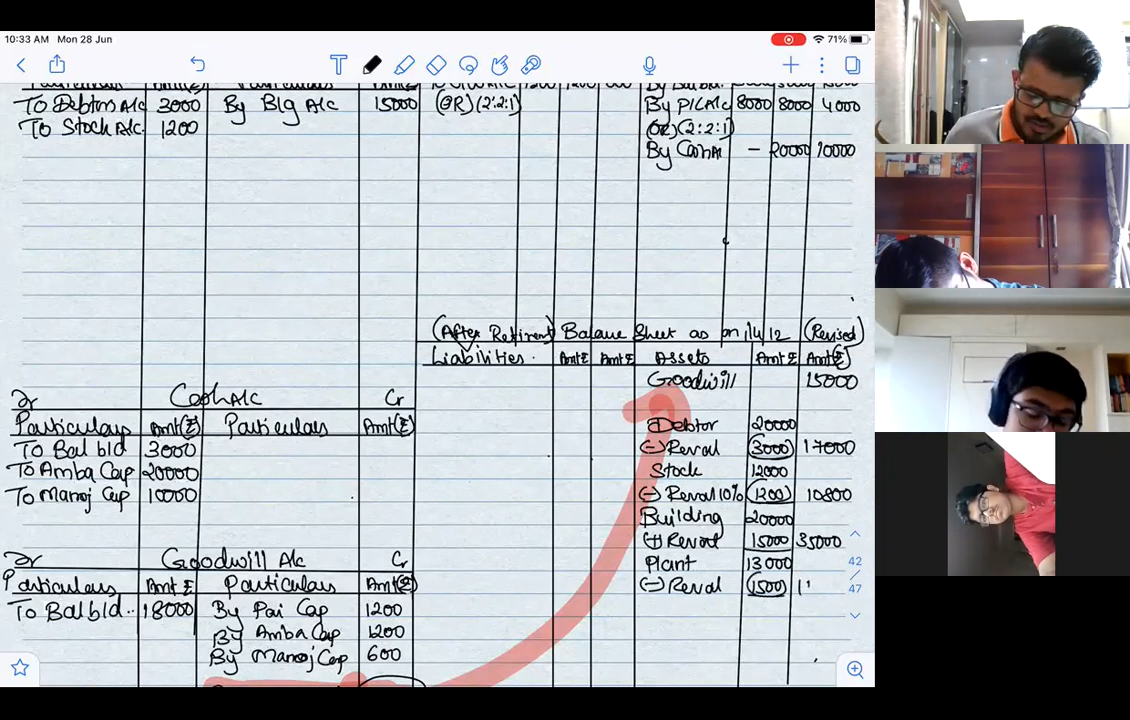 10:33 AM Mon 28 Jun
71%
To Debtors A/c 3000 By Blg A/c 15000
(OR) (2:2:1)
To Stock A/c. 1200
By P/L A/c 8000 8000 4000
(OR) (2:2:1)
By Cash A/c - 20000 10000
(After Retirement) Balance Sheet as on 1/4/12 (Revised)
Liabilities. Amt ₹ Amt ₹ Assets Amt ₹ Amt(₹)
Goodwill 15000
Debtor 20000
(-) Reval (3000) 17000
Stock 12000
(-) Reval 10% (1200) 10800
Building 20000
(+) Reval 15000 35000
Plant 13000
(-) Reval (1500) 11
Dr Cash A/c Cr
Particulars Amt(₹) Particulars Amt(₹)
To Bal b/d 3000
To Amba Cap 20000
To Manoj Cap 10000
Dr Goodwill A/c Cr
Particulars Amt(₹) Particulars Amt(₹)
To Bal b/d.. 18000 By Pai Cap 1200
By Amba Cap 1200
By Manoj Cap 600
42
/
47